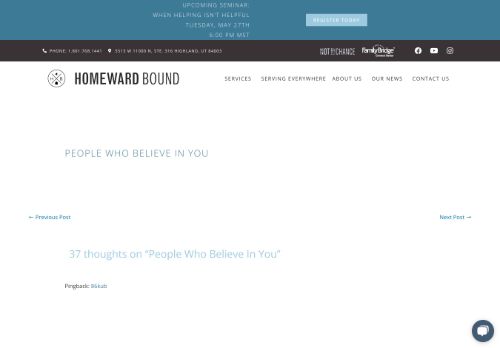 UPCOMING SEMINAR:
WHEN HELPING ISN'T HELPFUL
TUESDAY, MAY 27TH
6:00 PM MST
REGISTER TODAY
PHONE: 1.801.768.1441
5513 W 11000 N, STE. 316 HIGHLAND, UT 84003
NOT BY CHANCE
FamilyBridge
HOMEWARD BOUND
SERVICES
SERVING EVERYWHERE
ABOUT US
OUR NEWS
CONTACT US
PEOPLE WHO BELIEVE IN YOU
← Previous Post
Next Post →
37 thoughts on “People Who Believe in You”
Pingback: 86kub